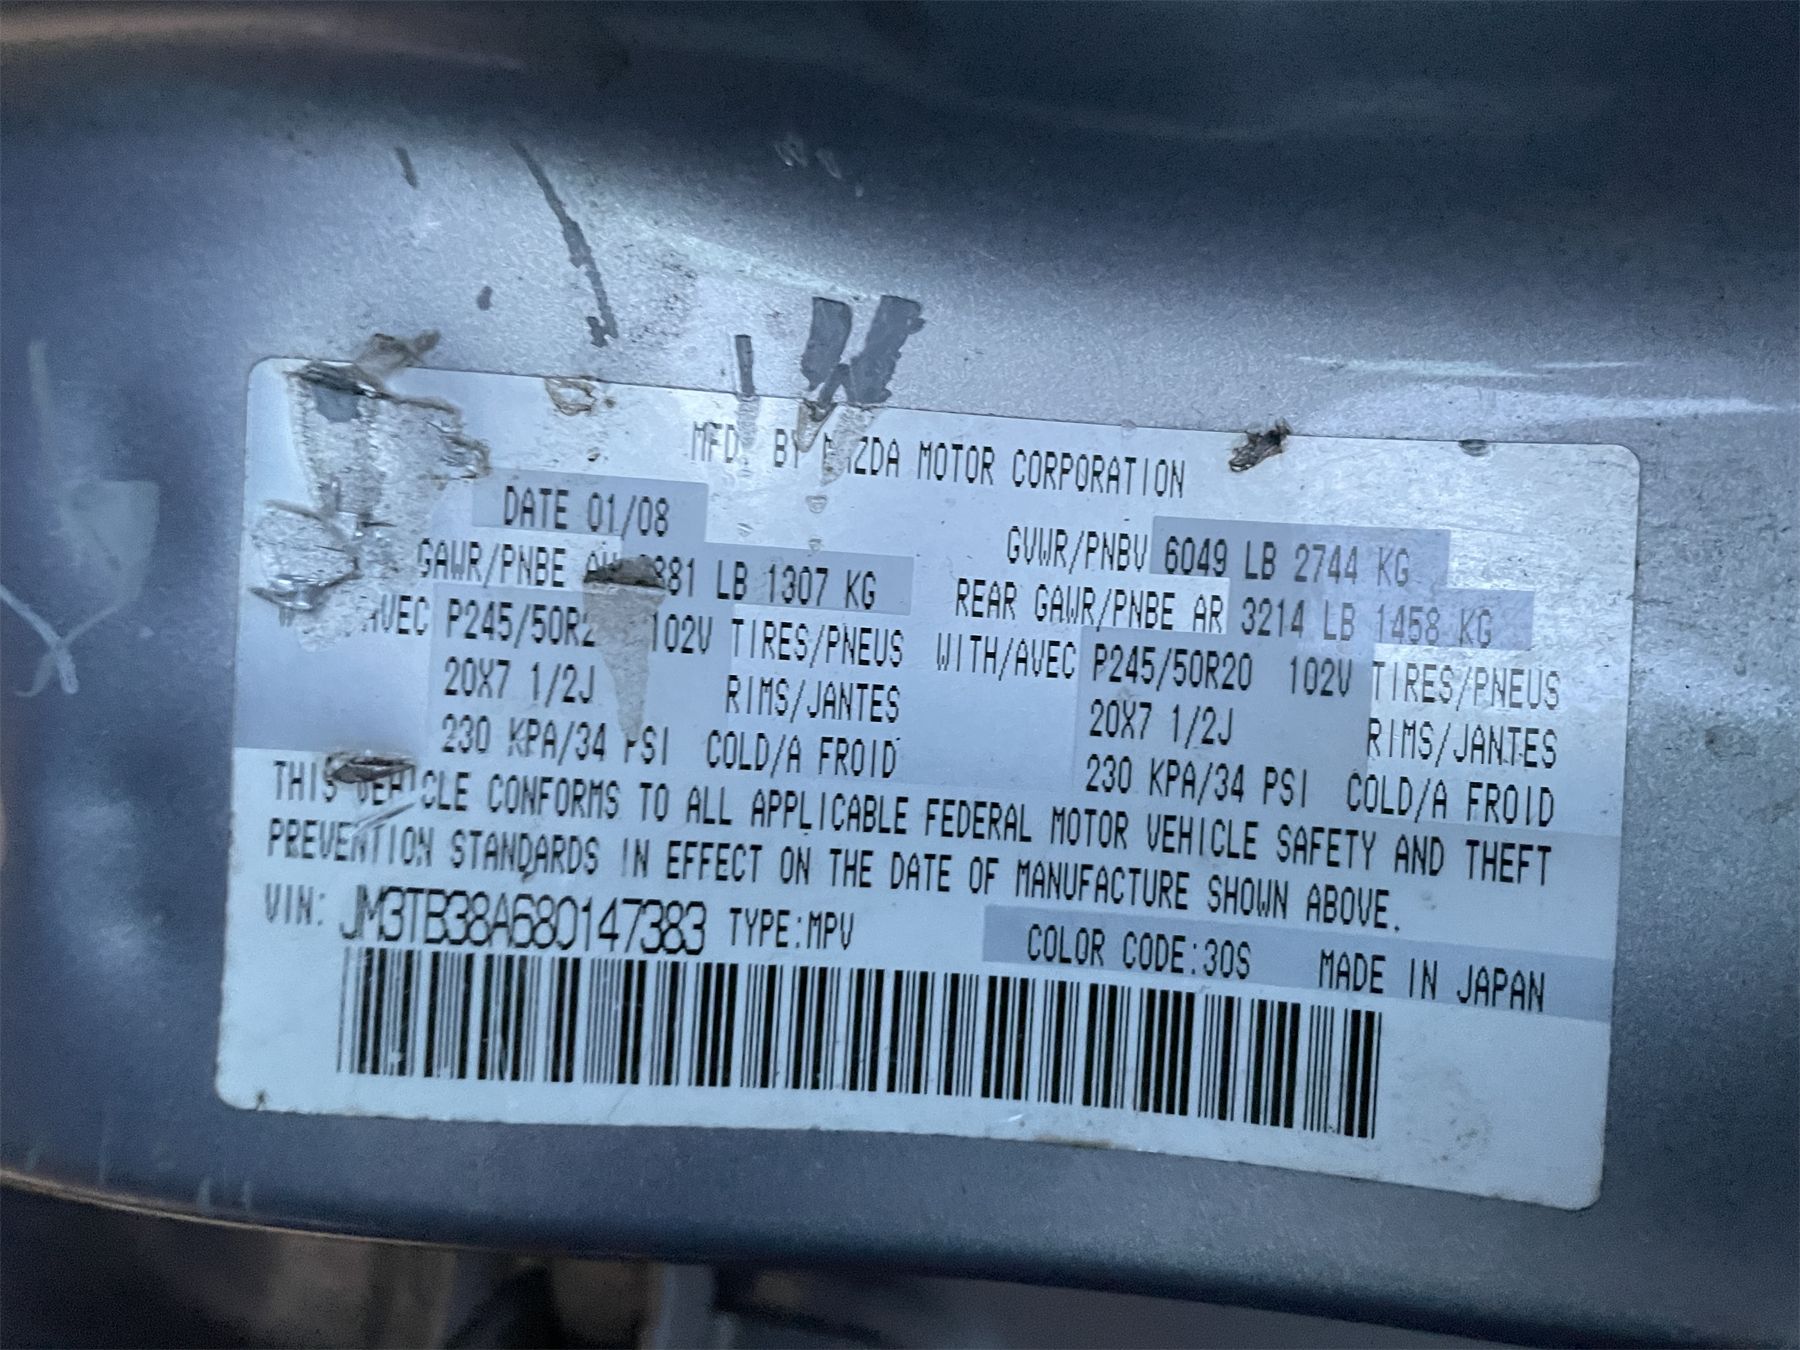 MFD. BY MAZDA MOTOR CORPORATION
DATE 01/08 GVWR/PNBV 6049 LB 2744 KG
GAWR/PNBE LB 1307 KG REAR GAWR/PNBE AR 3214 LB 1458 KG
102V TIRES/PNEUS WITH/AVEC P245/50R20 102V TIRES/PNEUS
20X7 1/2J RIMS/JANTES 20X7 1/2J RIMS/JANTES
230 KPA/34 PSI COLD/A FROID 230 KPA/34 PSI COLD/A FROID
THIS VEHICLE CONFORMS TO ALL APPLICABLE FEDERAL MOTOR VEHICLE SAFETY AND THEFT
PREVENTION STANDARDS IN EFFECT ON THE DATE OF MANUFACTURE SHOWN ABOVE.
VIN: JM3TB38A680147383 TYPE:MPV COLOR CODE:30S MADE IN JAPAN